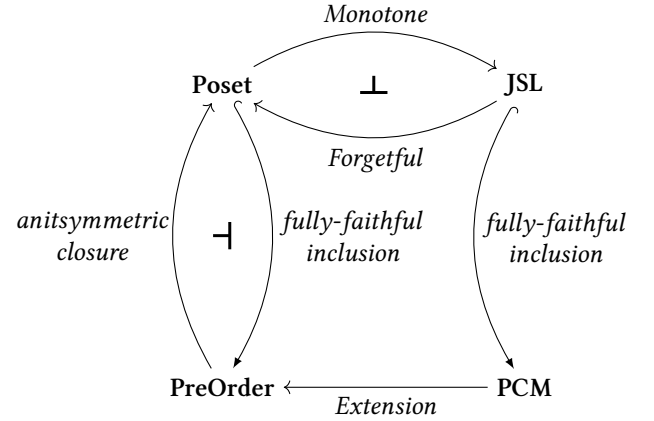 Monotone
Poset
⊥
JSL
Forgetful
anitsymmetric
closure
⊣
fully-faithful
inclusion
fully-faithful
inclusion
PreOrder
PCM
Extension